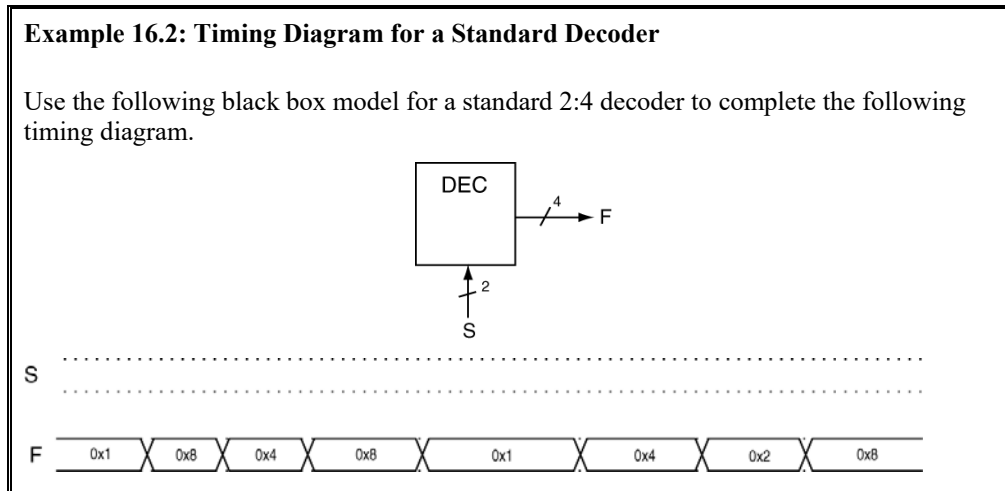 Example 16.2: Timing Diagram for a Standard Decoder
Use the following black box model for a standard 2:4 decoder to complete the following
timing diagram.
DEC
4
F
2
S
S
F 0x1 0x8 0x4 0x8 0x1 0x4 0x2 0x8